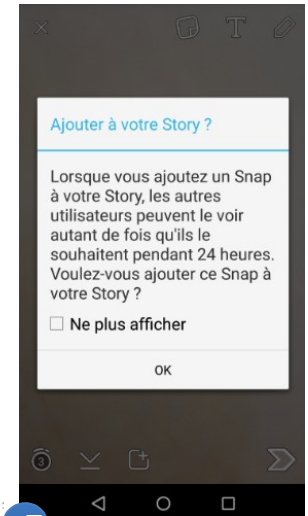 T
Ajouter à votre Story ?
Lorsque vous ajoutez un Snap
à votre Story, les autres
utilisateurs peuvent le voir
autant de fois qu'ils le
souhaitent pendant 24 heures.
Voulez-vous ajouter ce Snap à
votre Story ?
Ne plus afficher
OK
3